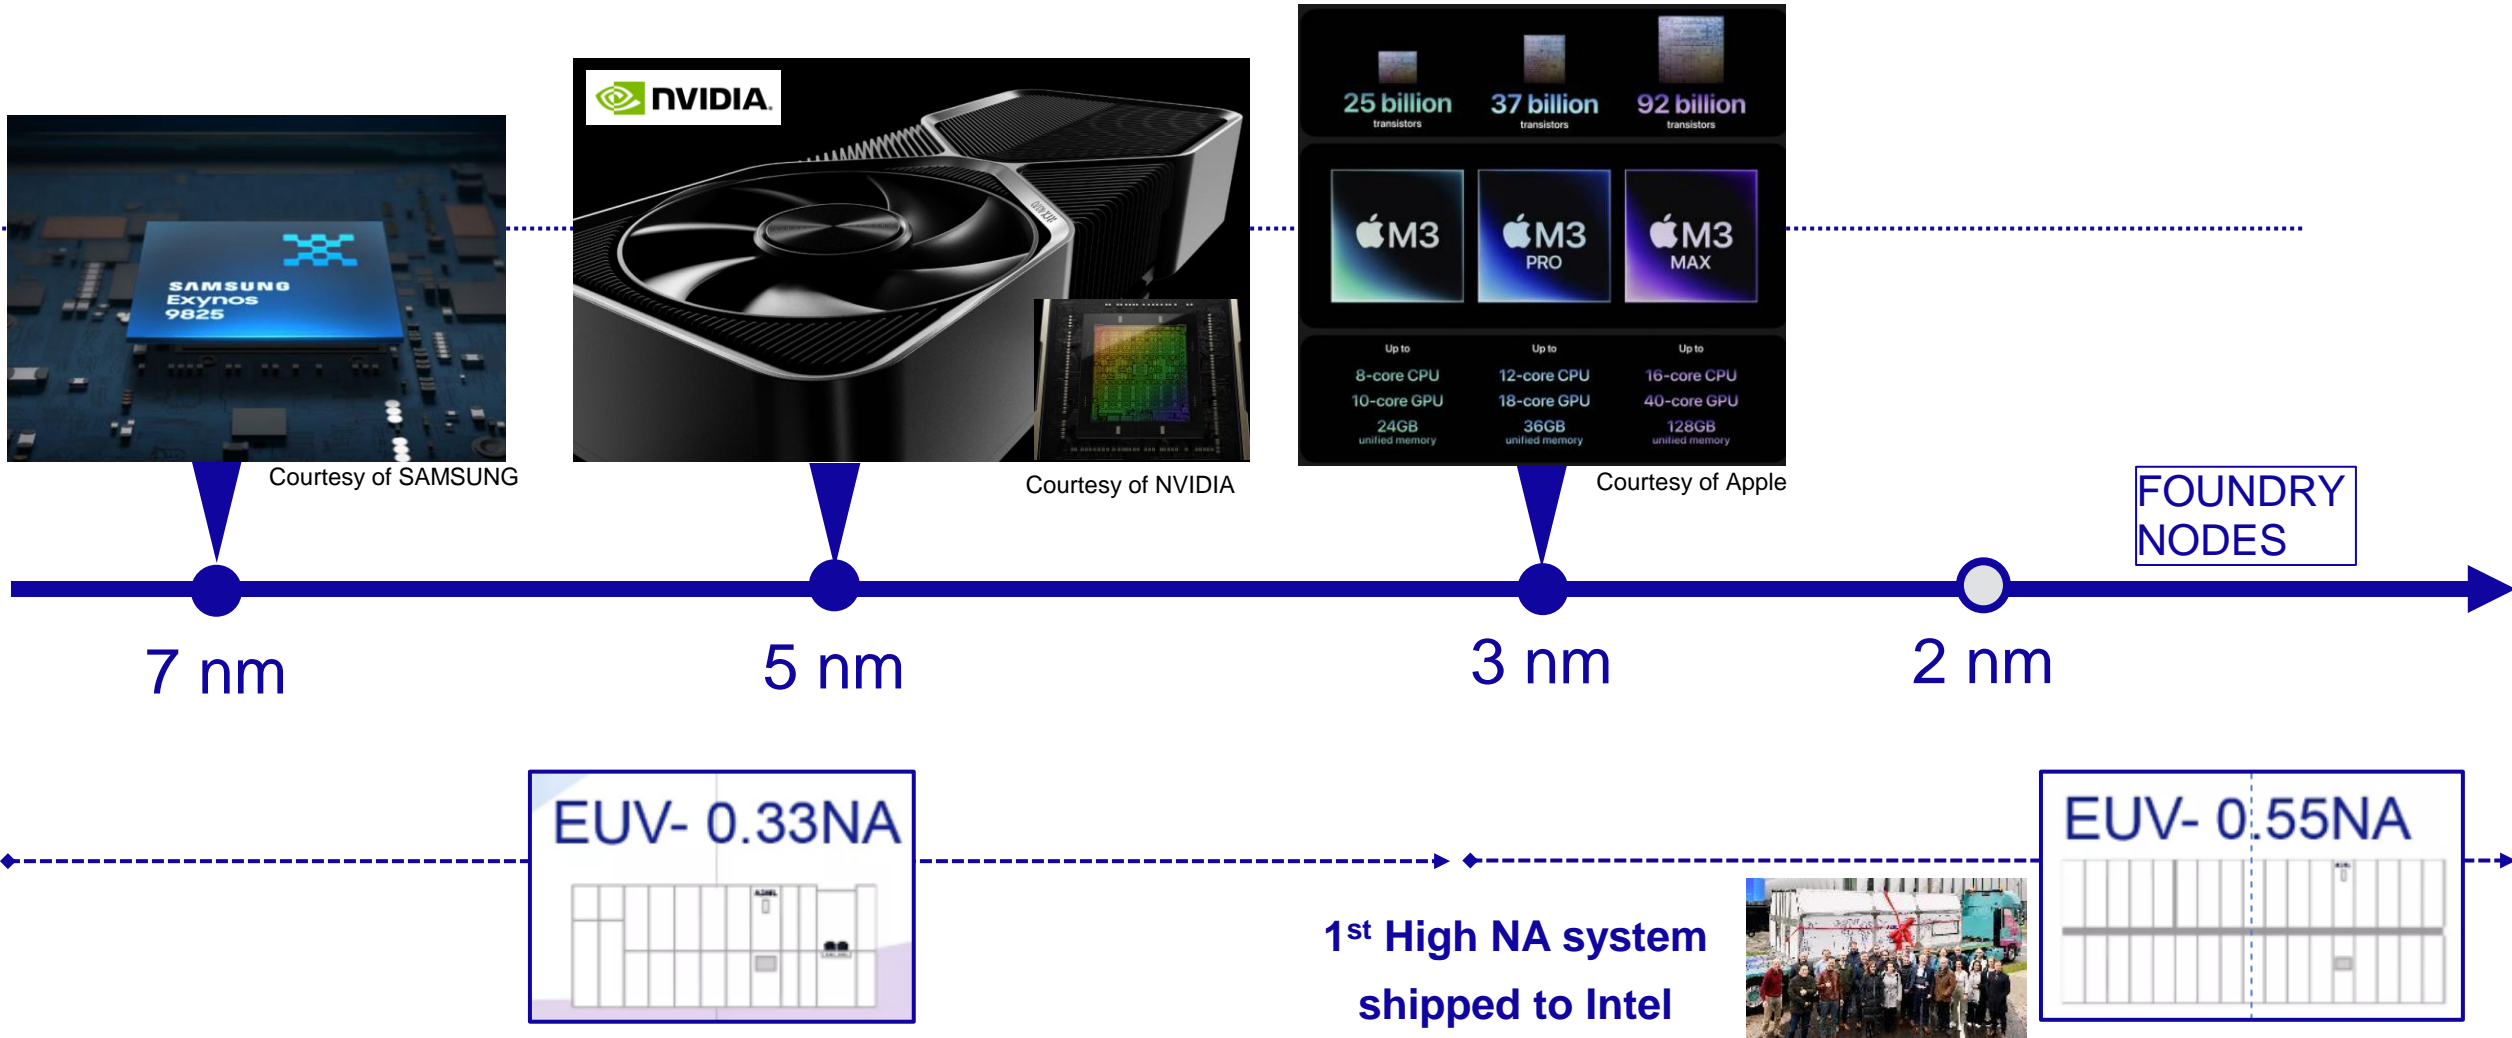 25 billion
transistors
37 billion
transistors
92 billion
transistors
NVIDIA.
SAMSUNG
Exynos
9825
M3
M3
PRO
M3
MAX
Up to
8-core CPU
10-core GPU
24GB
unified memory
Up to
12-core CPU
18-core GPU
36GB
unified memory
Up to
16-core CPU
40-core GPU
128GB
unified memory
Courtesy of SAMSUNG
Courtesy of NVIDIA
Courtesy of Apple
FOUNDRY
NODES
7 nm
5 nm
3 nm
2 nm
EUV- 0.33NA
EUV- 0.55NA
1st High NA system
shipped to Intel